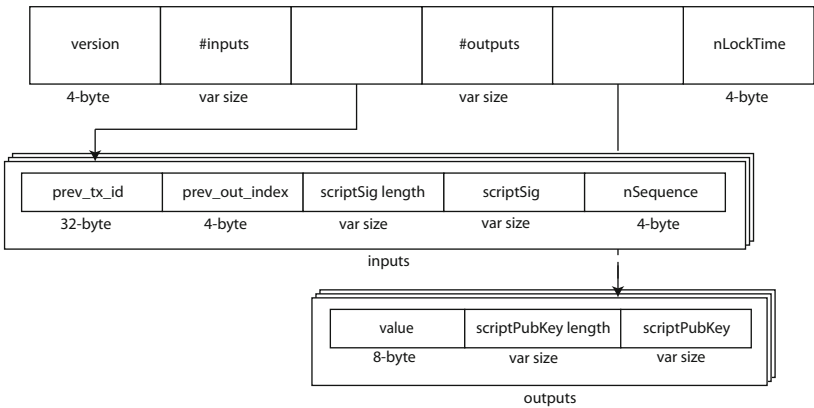 version #inputs #outputs nLockTime
4-byte var size var size 4-byte
prev_tx_id prev_out_index scriptSig length scriptSig nSequence
32-byte 4-byte var size var size 4-byte
inputs
value scriptPubKey length scriptPubKey
8-byte var size var size
outputs